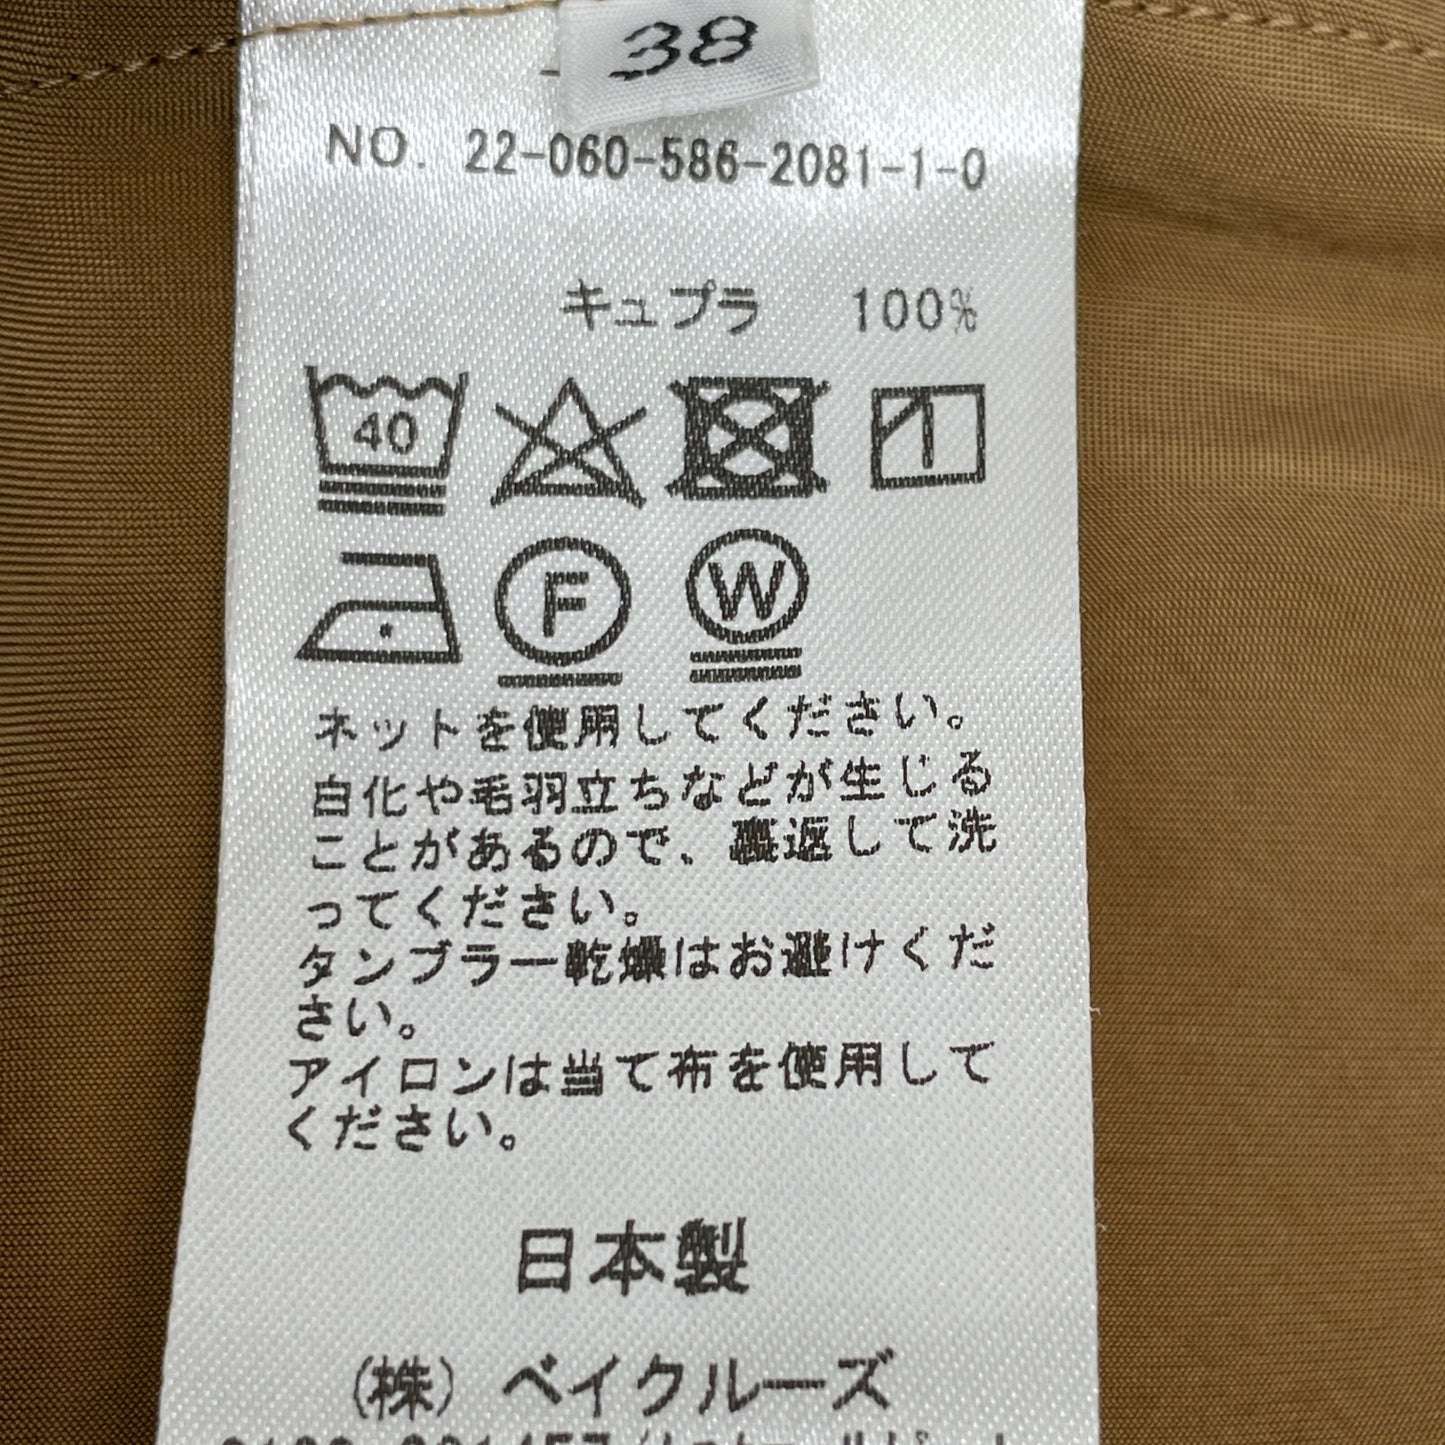 38
NO. 22-060-586-2081-1-0
キュプラ 100%
40
F W
ネットを使用してください。
白化や毛羽立ちなどが生じる
ことがあるので、裏返して洗
ってください。
タンブラー乾燥はお避けくだ
さい。
アイロンは当て布を使用して
ください。
日本製
(株) ベイクルーズ